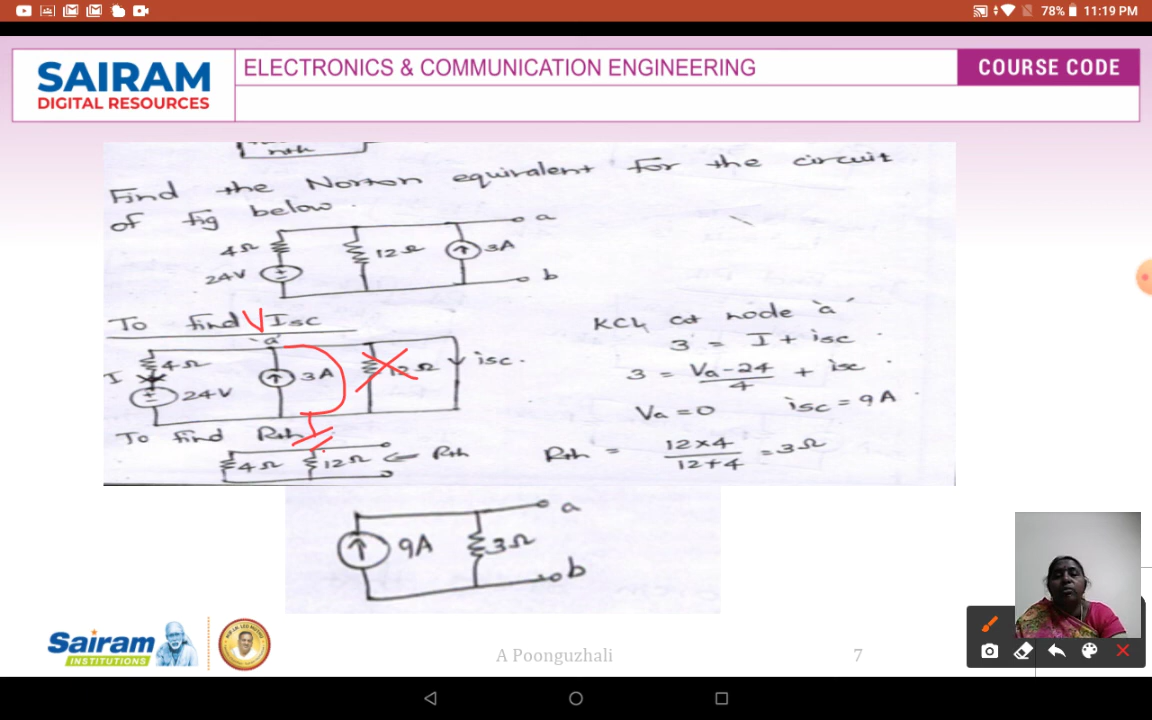 78% 11:19 PM
SAIRAM
DIGITAL RESOURCES
ELECTRONICS & COMMUNICATION ENGINEERING
COURSE CODE
Find the Norton equivalent for the circuit
of fig below.
4Ω
24V
12Ω
3A
a
b
To find V Isc
'a'
I
4Ω
24V
3A
12Ω
isc.
KCL at node 'a'
3 = I + isc
3 = Va-24/4 + isc
Va = 0 isc = 9A
To find Rth
4Ω
12Ω
Rth
Rth = 12×4/12+4 = 3Ω
9A
3Ω
a
b
Sairam
INSTITUTIONS
A Poonguzhali
7